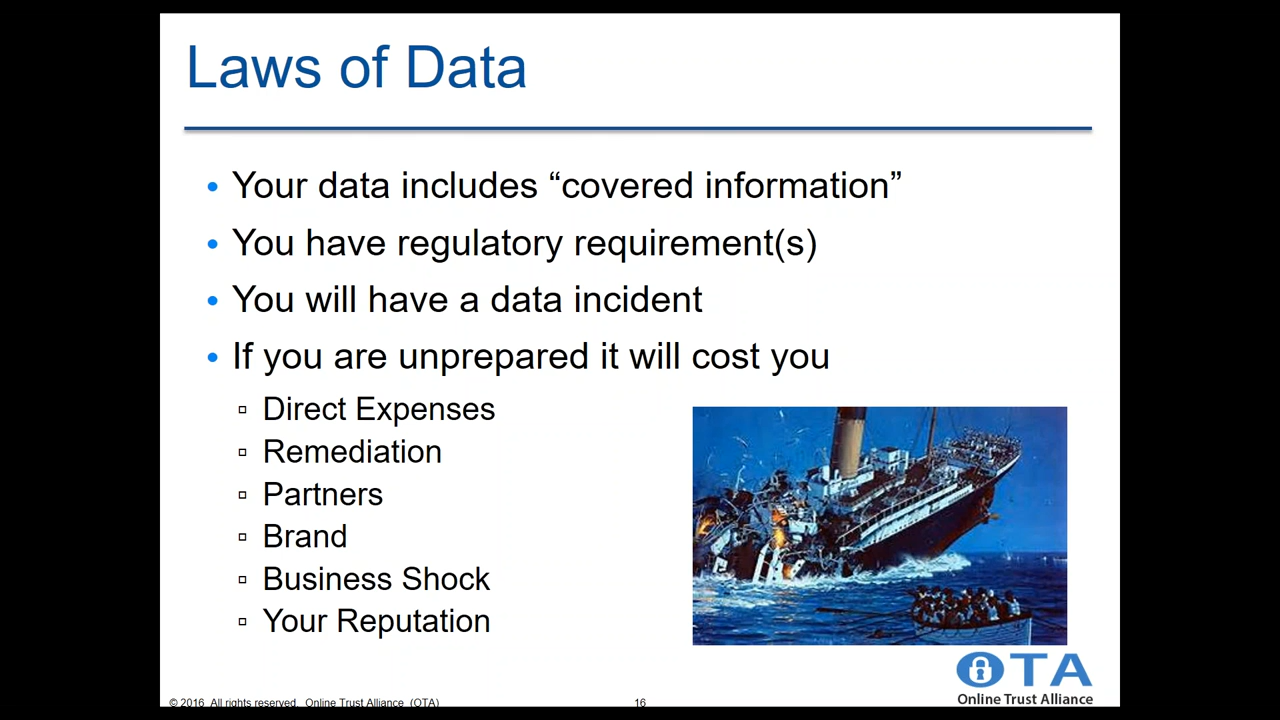 Laws of Data
• Your data includes “covered information”
• You have regulatory requirement(s)
• You will have a data incident
• If you are unprepared it will cost you
▫ Direct Expenses
▫ Remediation
▫ Partners
▫ Brand
▫ Business Shock
▫ Your Reputation
OTA
Online Trust Alliance
© 2016 All rights reserved. Online Trust Alliance (OTA)
16